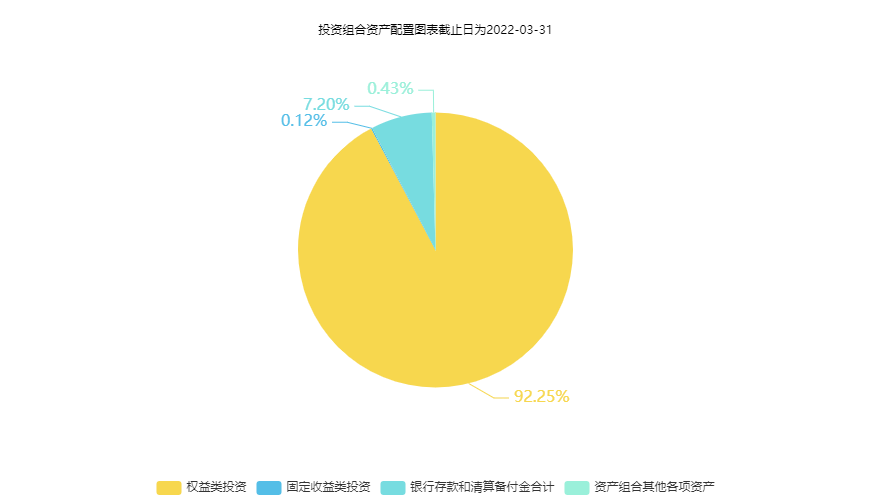 投资组合资产配置图表截止日为2022-03-31
0.43%
7.20%
0.12%
92.25%
权益类投资 固定收益类投资 银行存款和清算备付金合计 资产组合其他各项资产